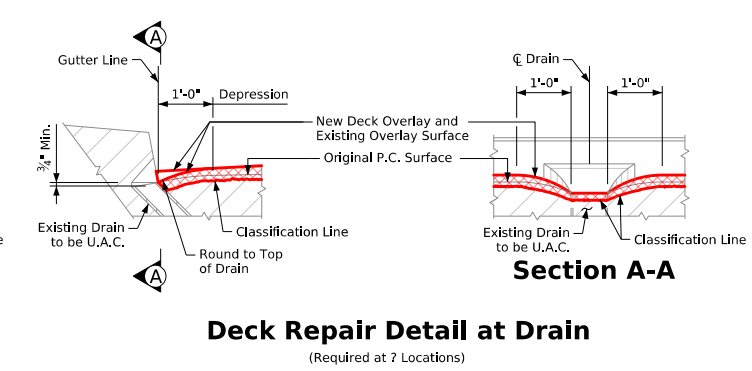 A
Gutter Line
1'-0"
Depression
3/4" Min.
New Deck Overlay and
Existing Overlay Surface
Original P.C. Surface
Existing Drain
to be U.A.C.
Classification Line
Round to Top
of Drain
A
℄ Drain
1'-0"
1'-0"
Existing Drain
to be U.A.C.
Classification Line
Section A-A
Deck Repair Detail at Drain
(Required at ? Locations)